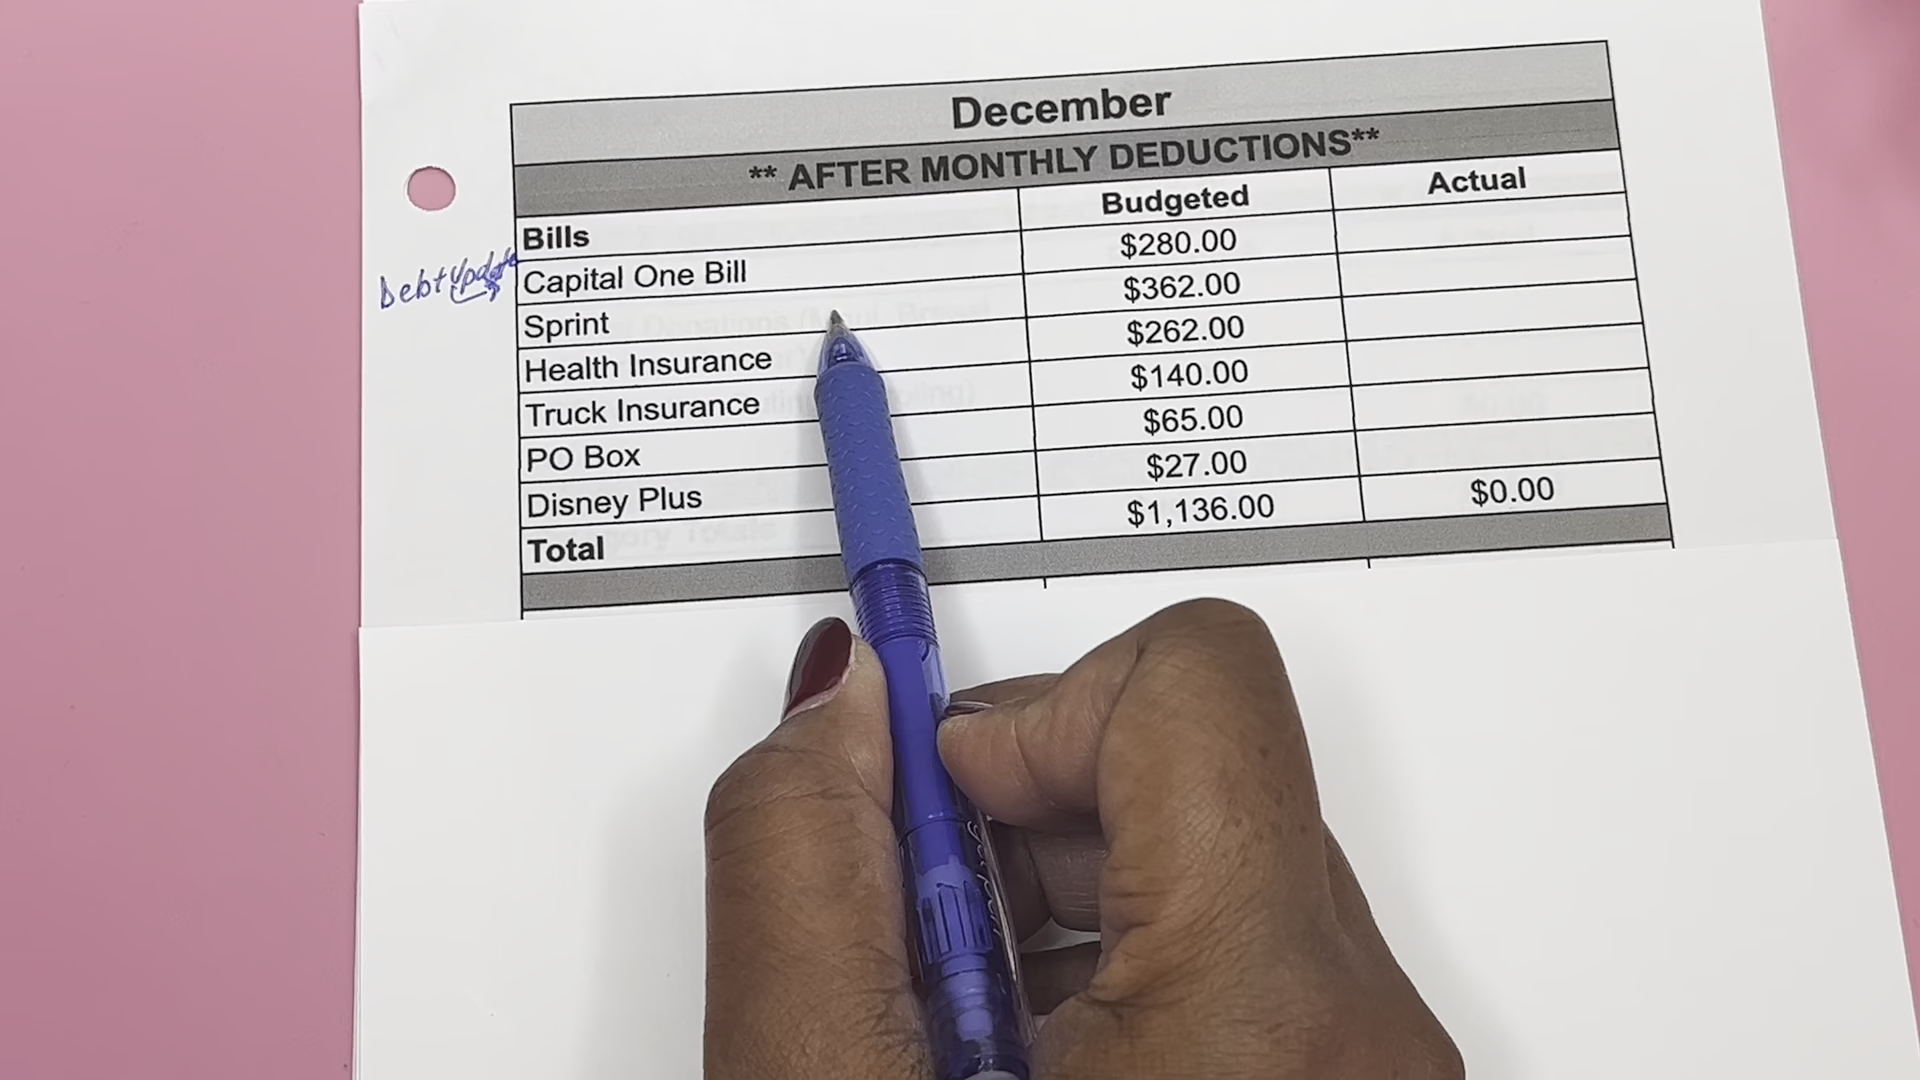 December
** AFTER MONTHLY DEDUCTIONS**
Bills Budgeted Actual
Debt Update
Capital One Bill $280.00
Sprint $362.00
Health Insurance $262.00
Truck Insurance $140.00
PO Box $65.00
Disney Plus $27.00
Total $1,136.00 $0.00